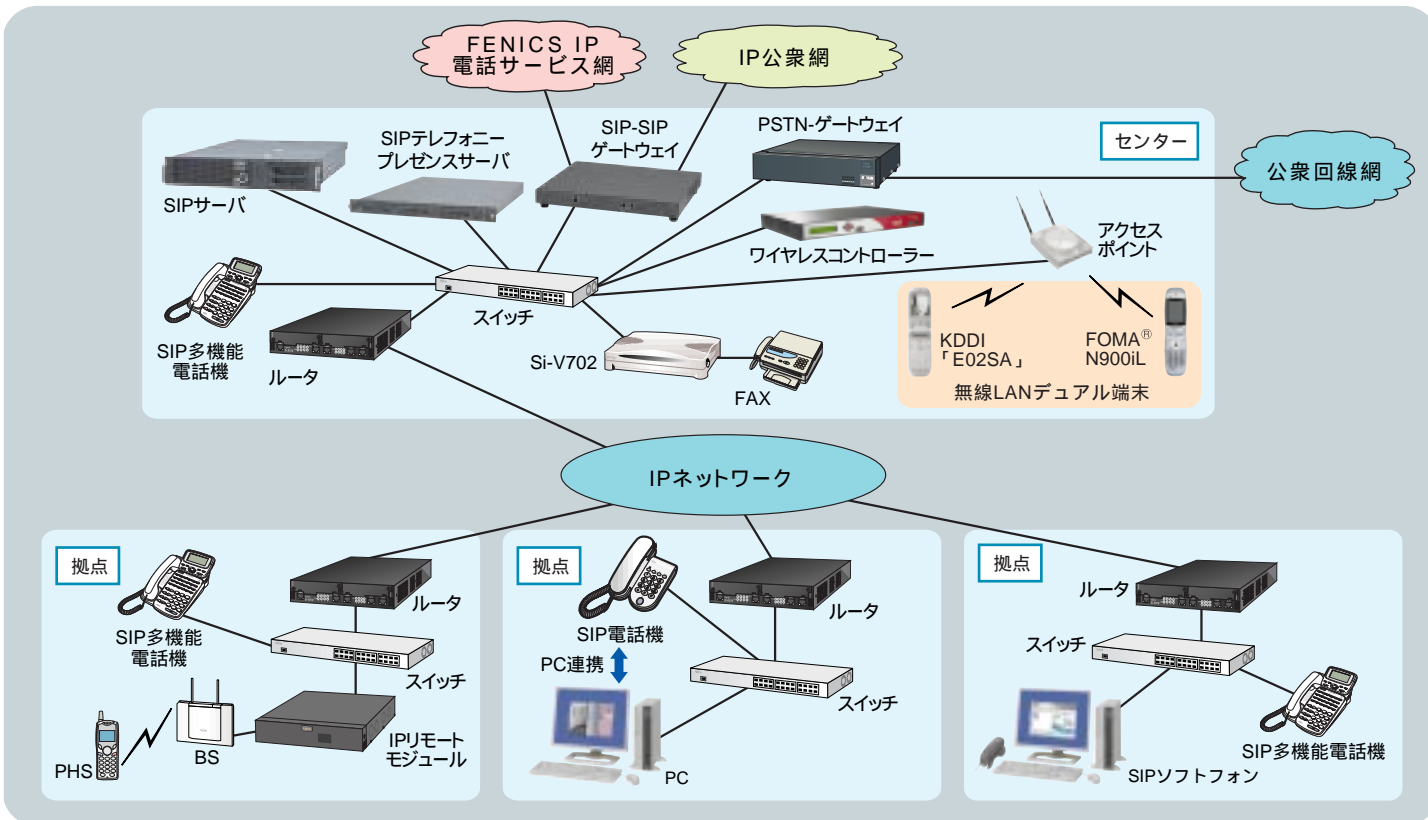 FENICS IP
電話サービス網
IP公衆網
SIPサーバ
SIPテレフォニー
プレゼンスサーバ
SIP-SIP
ゲートウェイ
PSTN-ゲートウェイ
センター
公衆回線網
ワイヤレスコントローラー
アクセス
ポイント
SIP多機能
電話機
ルータ
スイッチ
Si-V702
FAX
KDDI
「E02SA」
FOMA®
N900iL
無線LANデュアル端末
IPネットワーク
拠点
SIP多機能
電話機
ルータ
スイッチ
PHS
BS
IPリモート
モジュール
拠点
SIP電話機
PC連携
ルータ
スイッチ
PC
拠点
ルータ
スイッチ
SIPソフトフォン
SIP多機能電話機